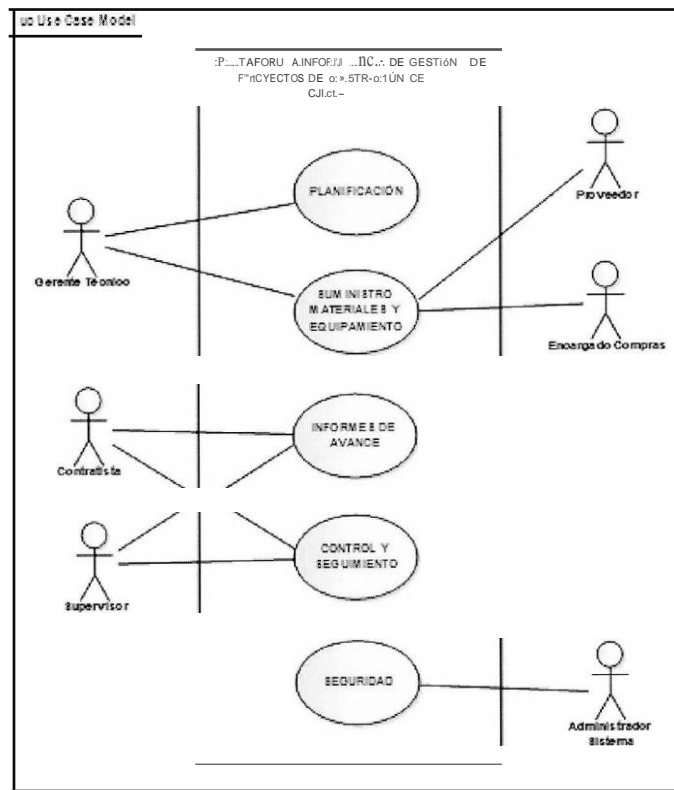 uc Use Case Model
DE GESTIÓN DE
DE
PLANIFICACIÓN
Proveedor
Gerente Técnico
SUMINISTRO
MATERIALES Y
EQUIPAMIENTO
Encargado Compras
INFORMES DE
AVANCE
Contratista
CONTROL Y
SEGUIMIENTO
Supervisor
SEGURIDAD
Administrador
Sistema